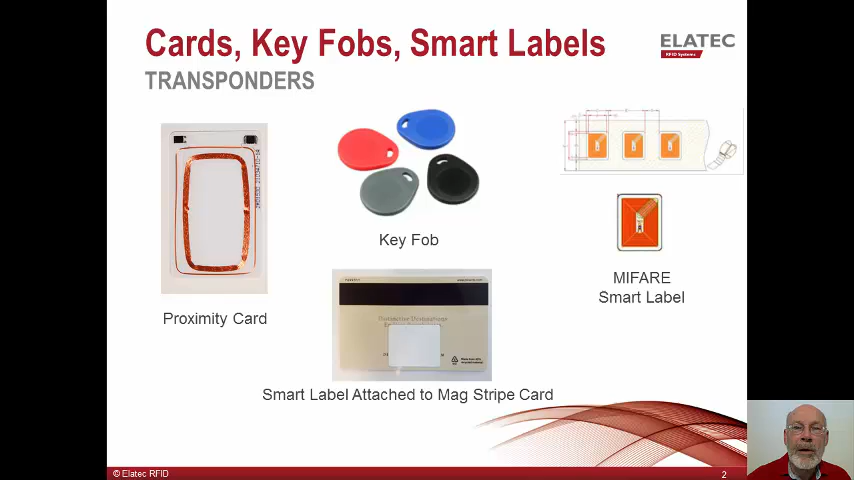 Cards, Key Fobs, Smart Labels
TRANSPONDERS
ELATEC
RFID Systems
Key Fob
MIFARE
Smart Label
Proximity Card
Smart Label Attached to Mag Stripe Card
© Elatec RFID
2